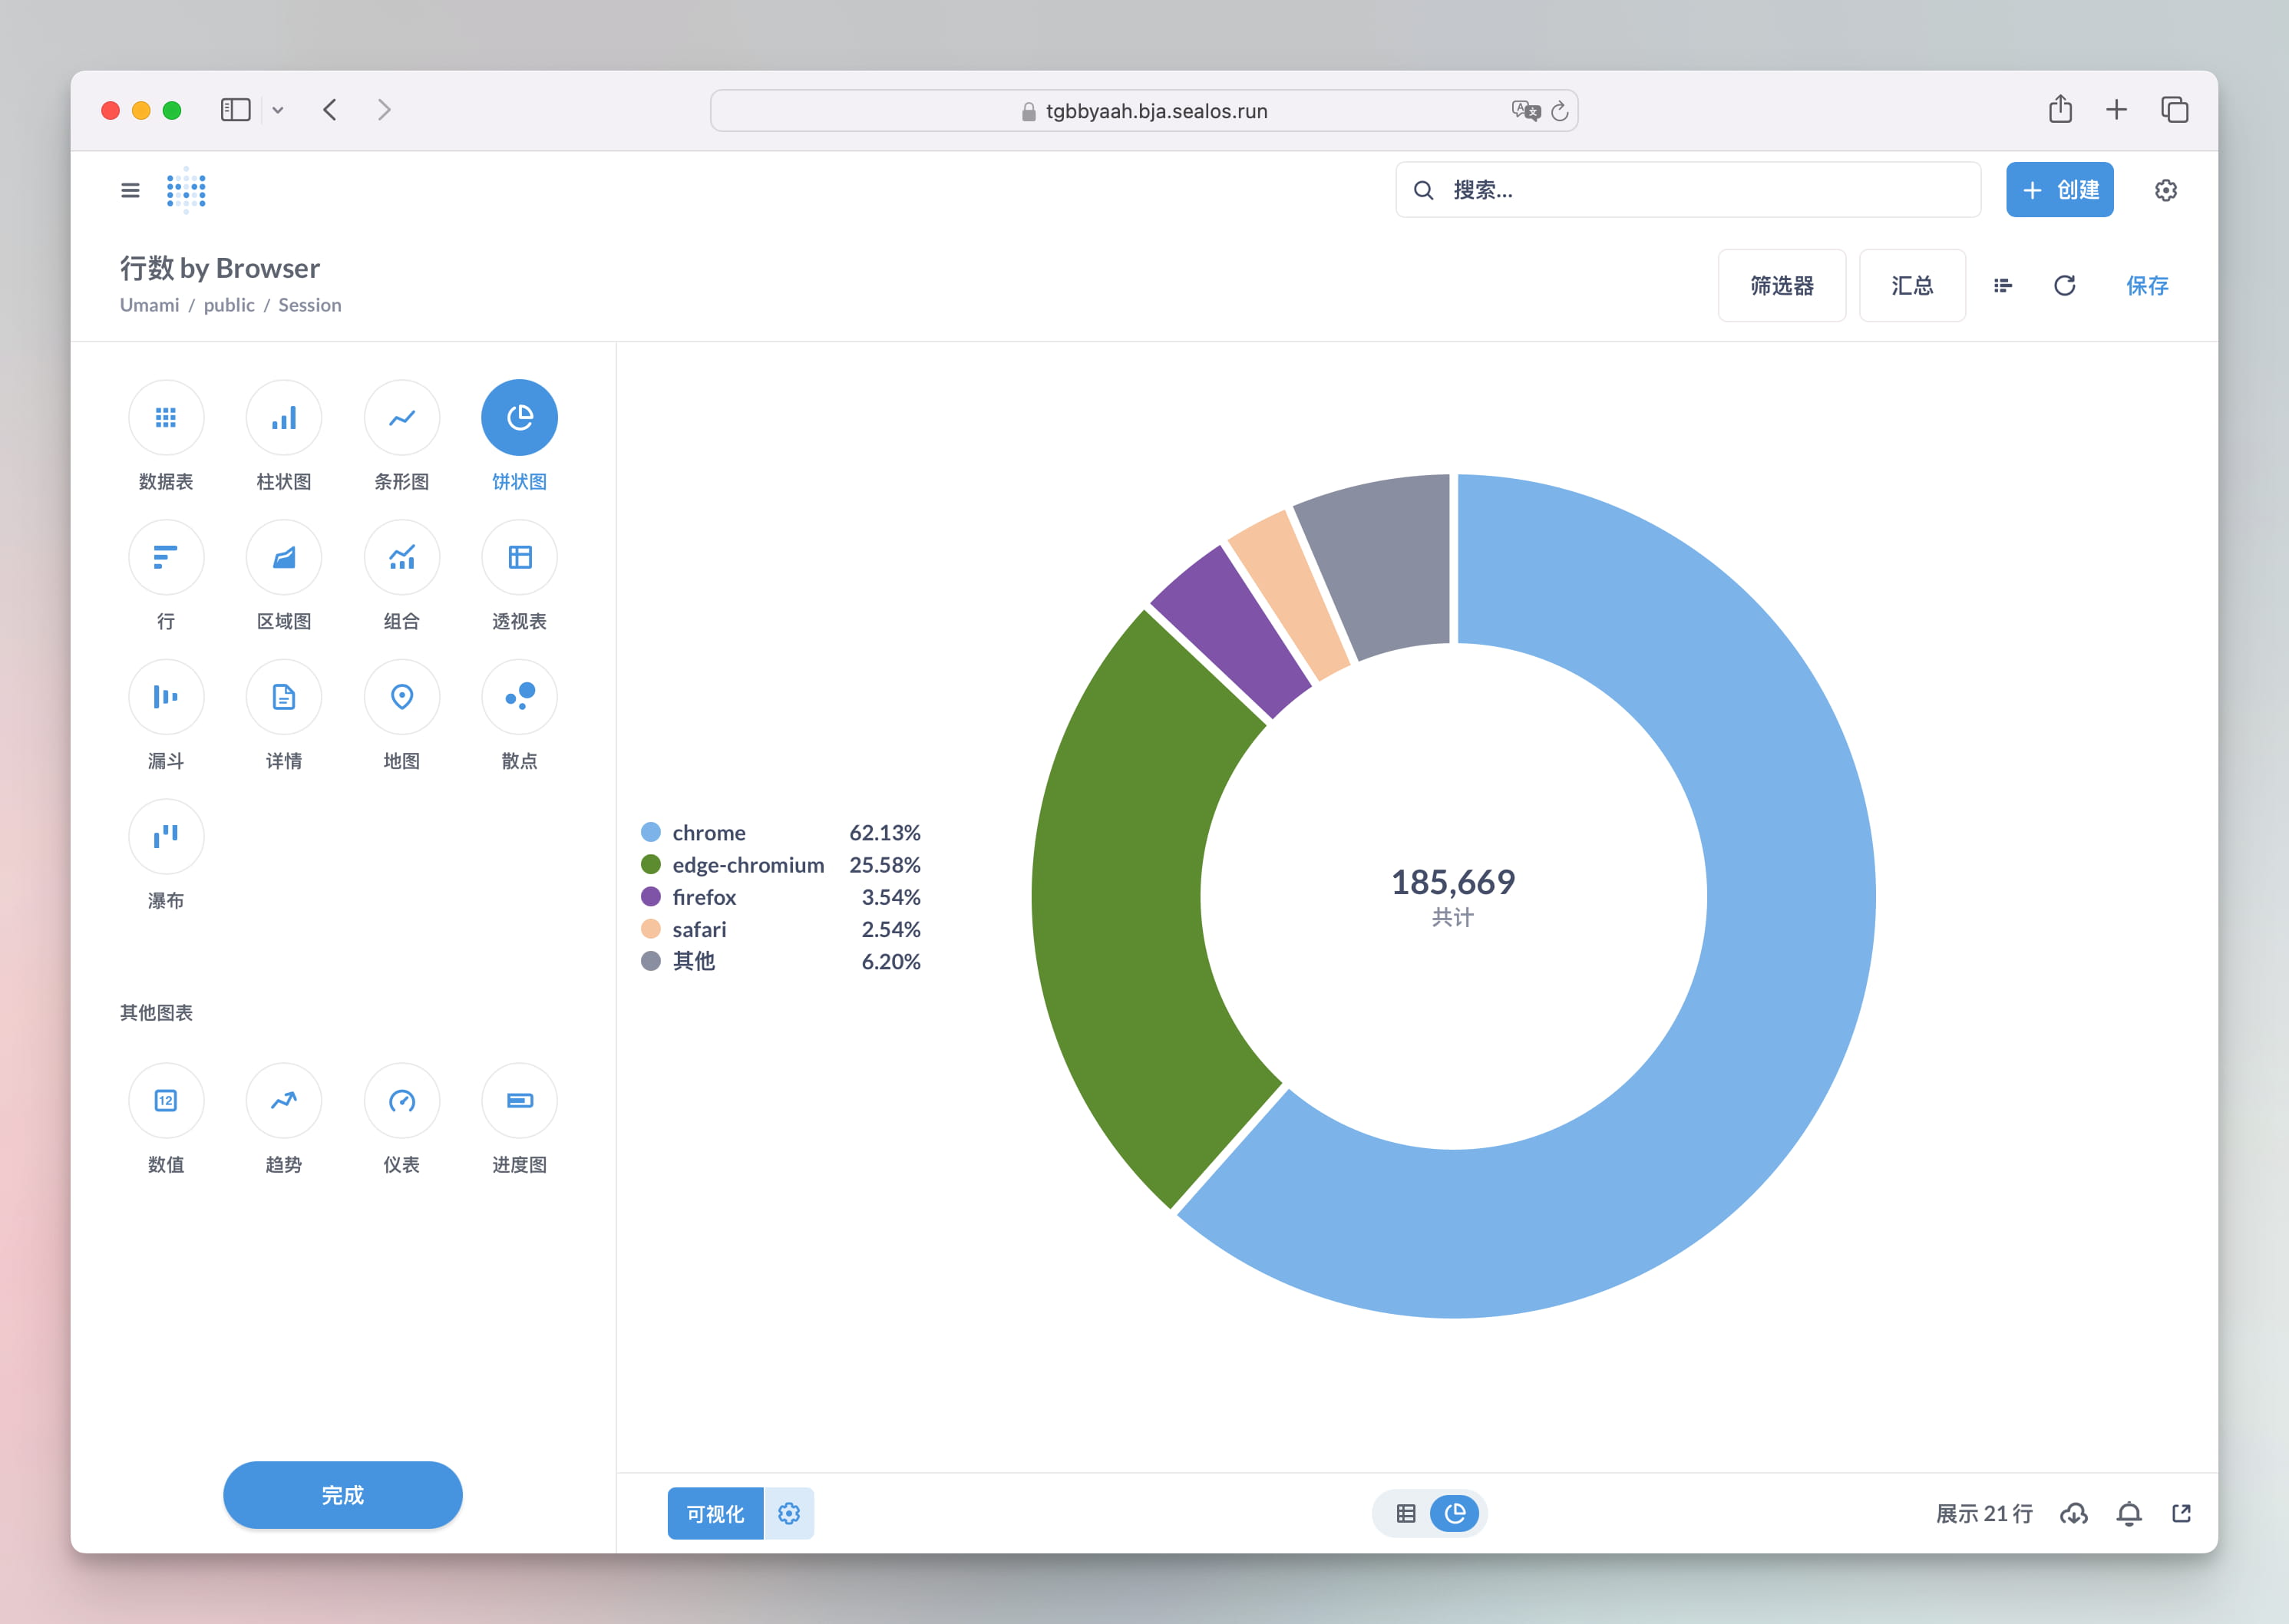 tgbbyaah.bja.sealos.run
搜索...
创建
行数 by Browser
Umami / public / Session
筛选器
汇总
保存
数据表
柱状图
条形图
饼状图
行
区域图
组合
透视表
漏斗
详情
地图
散点
瀑布
其他图表
12
数值
趋势
仪表
进度图
完成
chrome 62.13%
edge-chromium 25.58%
firefox 3.54%
safari 2.54%
其他 6.20%
185,669
共计
可视化
展示 21 行